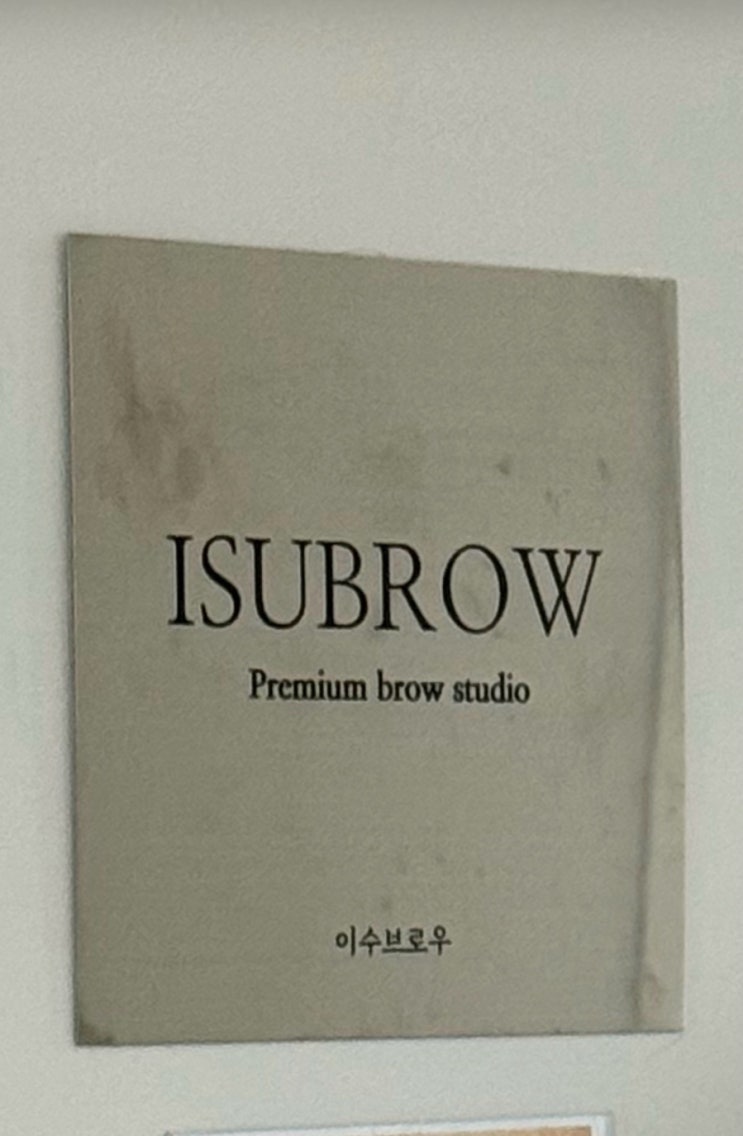 ISUBROW
Premium brow studio
이수브로우